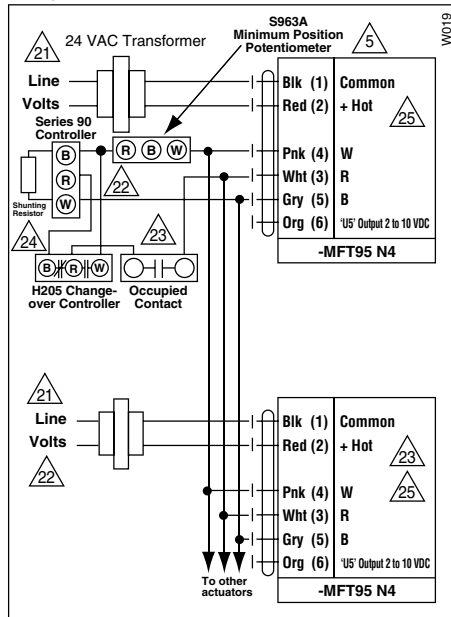 W019
21
24 VAC Transformer
S963A
Minimum Position
Potentiometer
5
Line
Volts
Blk (1) Common
Red (2) + Hot
25
Series 90
Controller
B
R
W
R B W
22
Pnk (4) W
Wht (3) R
Gry (5) B
Org (6) 'U5' Output 2 to 10 VDC
-MFT95 N4
Shunting
Resistor
24
23
B R W
H205 Change-
over Controller
Occupied
Contact
21
Line
Volts
22
Blk (1) Common
Red (2) + Hot
23
25
Pnk (4) W
Wht (3) R
Gry (5) B
Org (6) 'U5' Output 2 to 10 VDC
-MFT95 N4
To other
actuators